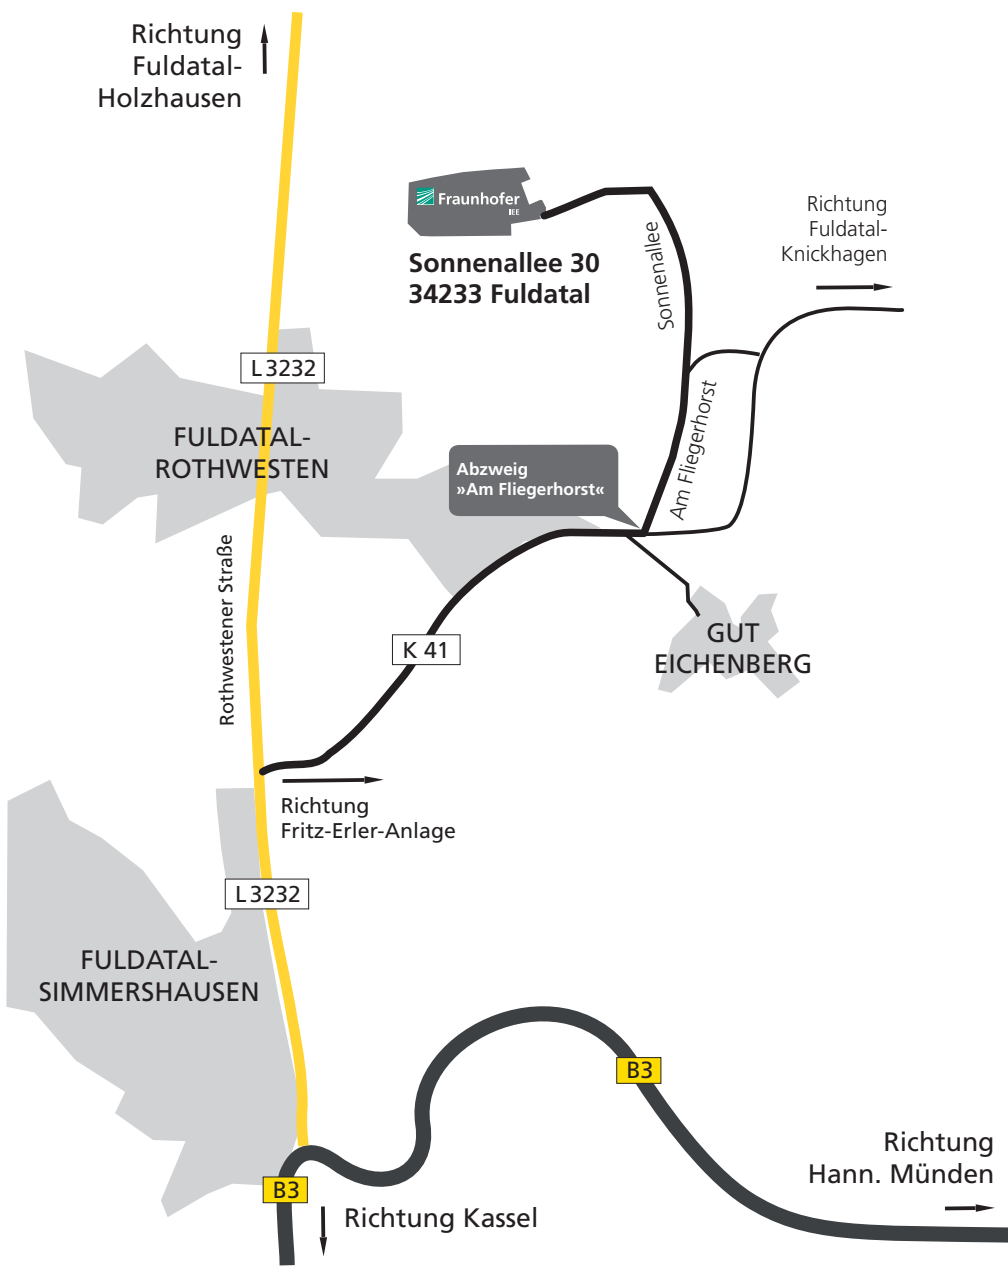 Richtung
Fuldatal-
Holzhausen
Fraunhofer
IEE
Sonnenallee 30
34233 Fuldatal
Richtung
Fuldatal-
Knickhagen
Sonnenallee
L 3232
FULDATAL-
ROTHWESTEN
Am Fliegerhorst
Abzweig
»Am Fliegerhorst«
Rothwestener Straße
K 41
GUT
EICHENBERG
Richtung
Fritz-Erler-Anlage
L 3232
FULDATAL-
SIMMERSHAUSEN
B3
Richtung
Hann. Münden
B3
Richtung Kassel